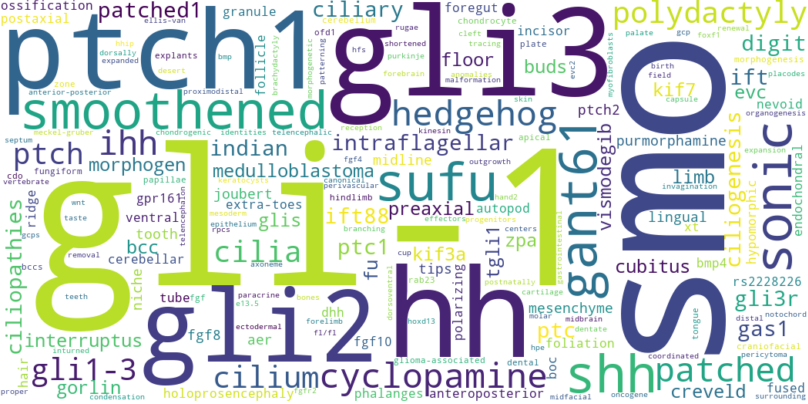 ossification
postaxial
ellis-van
patched1
granule
ciliary
cerebellum
foregut
chondrocyte
rugae
shortened
polydactyly
palate
gcp
foxf1
renewal
morphogenesis
ptch1
gli3
smo
dorsally
expanded
nhip
desert
zone
anterior-posterior
explants
bmp
proximodistal
follicle
brachydactyly
morphogenetic
patterning
ofd1
hfs
purkinje
forebrain
floor
cleft
plate
tracing
anomalies
malformation
incisor
buds
evc2
skin
myofibroblasts
birth
field
kif7
capsule
digit
ift
evc
placodes
nevoid
organogenesis
smoothened
hedgehog
ptch2
purmorphamine
expansion
septum
meckel-gruber
chondrogenic
identities
telencephalic
reception
kinesin
apical
ptch
ihh
indian
intraflagellar
cdo
vertebrate
fungiform
morphogen
medulloblastoma
midline
fgf4
outgrowth
canonical
perivascular
hindlimb
hand2
limb
invagination
keratocysts
joubert
mesoderm
extra-toes
papillae
gpr161
ridge
wnt
taste
ventral
telencephalon
glis
epithelium
rpcs
gli-1
sufu
gant61
vismodegib
lingual
xt
hypomorphic
ciliogenesis
sonic
endochondral
ift88
preaxial
autopod
effectors
progenitors
branching
centers
gastrointestinal
tooth
bcc
cerebellar
gcps
bccs
removal
teeth
cilia
axoneme
ptc1
kif3a
zpa
cup
tips
rab23
tgli1
postnatally
cartilage
cubitus
bmp4
rs2228226
gli3r
ciliopathies
niche
fu
dorsoventral
polarizing
hh
tube
fgf
paracrine
bones
e13.5
ectodermal
forelimb
dhh
hoxd13
molar
midbrain
mesenchyme
ptc
dentate
tongue
gas1
notochord
distal
craniofacial
pericytoma
interruptus
inturned
gli2
fgf8
aer
fl/fl
fgf10
glioma-associated
hpe
dental
boc
foliation
coordinated
hair
proper
gli1-3
gorlin
condensation
cilium
cyclopamine
shh
patched
holoprosencephaly
fgfr2
phalanges
anteroposterior
midfacial
oncogene
creveld
fused
surrounding